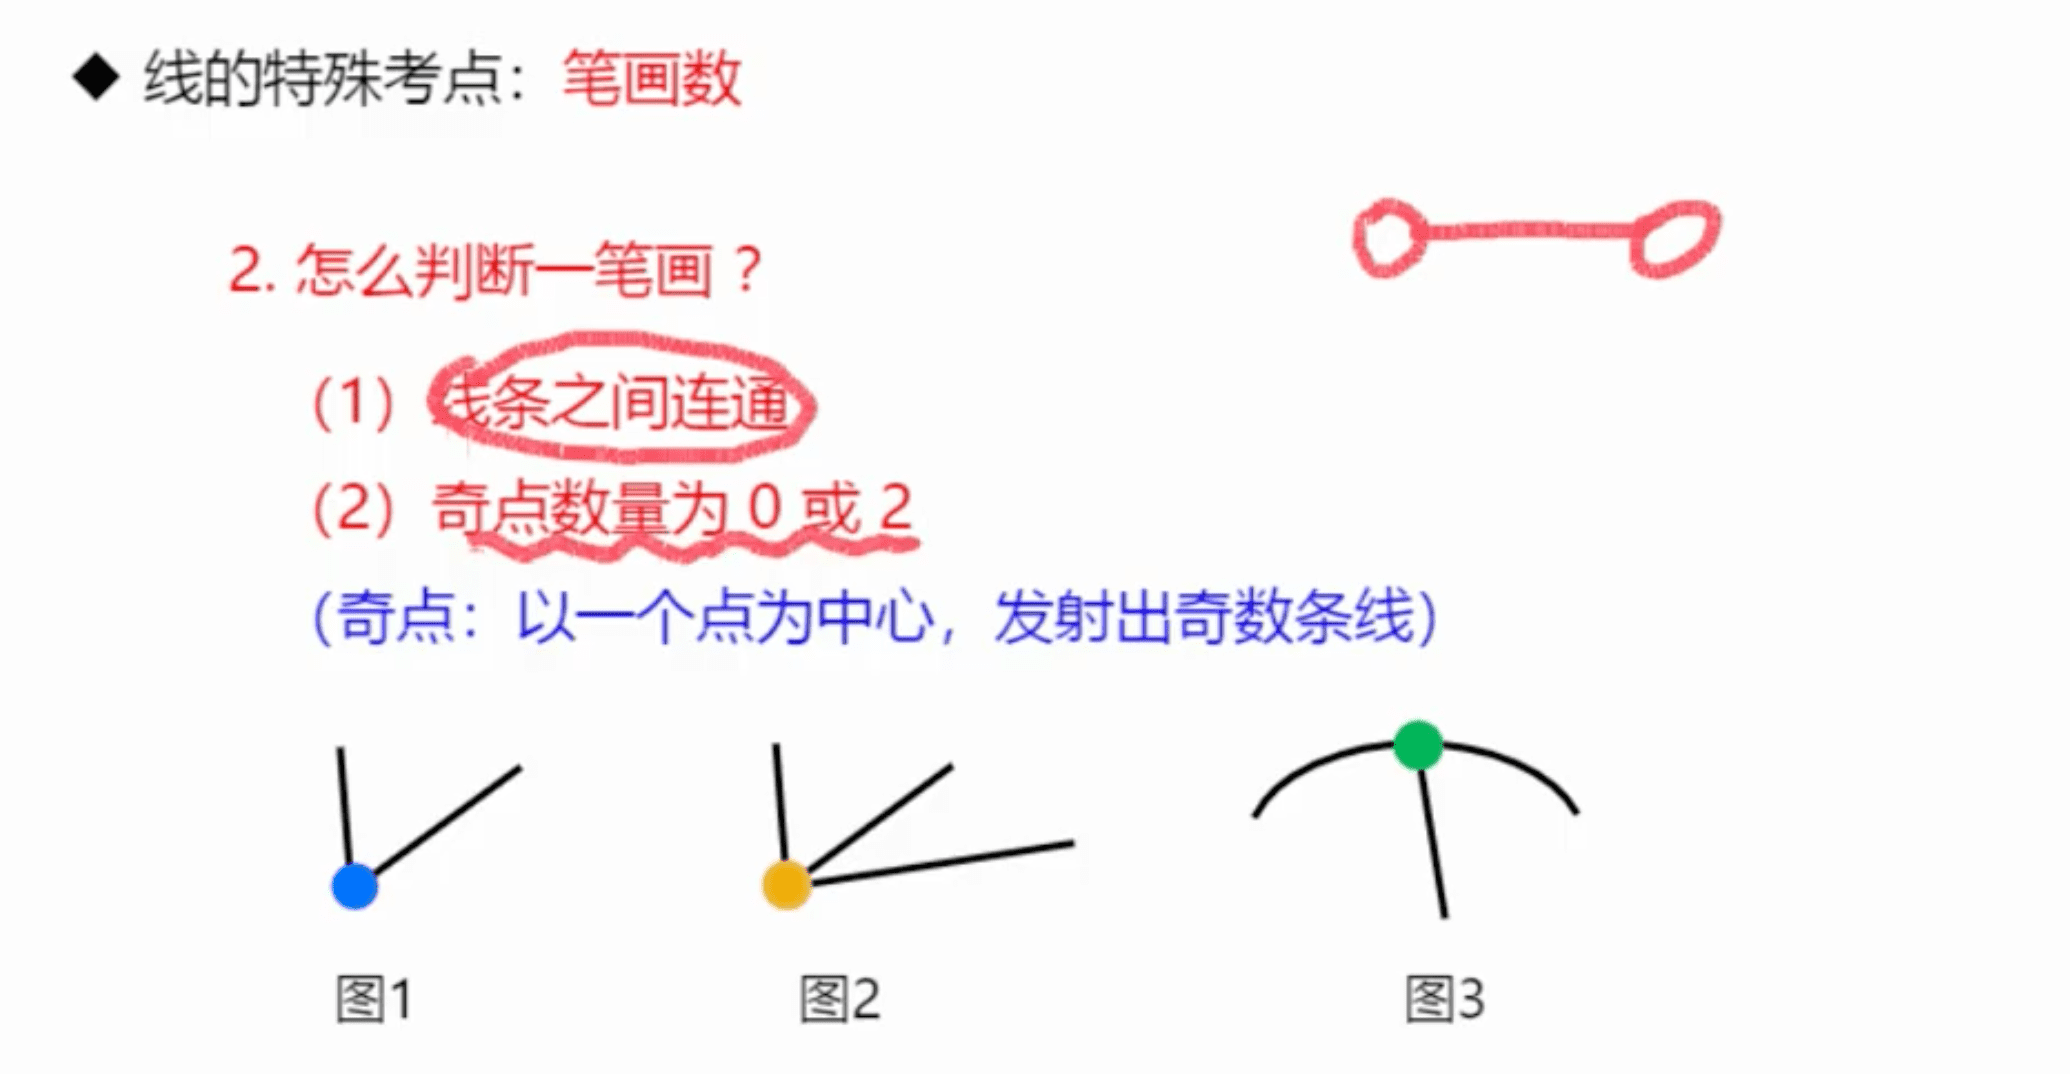 ◆ 线的特殊考点：笔画数
2. 怎么判断一笔画？
（1）线条之间连通
（2）奇点数量为 0 或 2
（奇点：以一个点为中心，发射出奇数条线）
图1 图2 图3